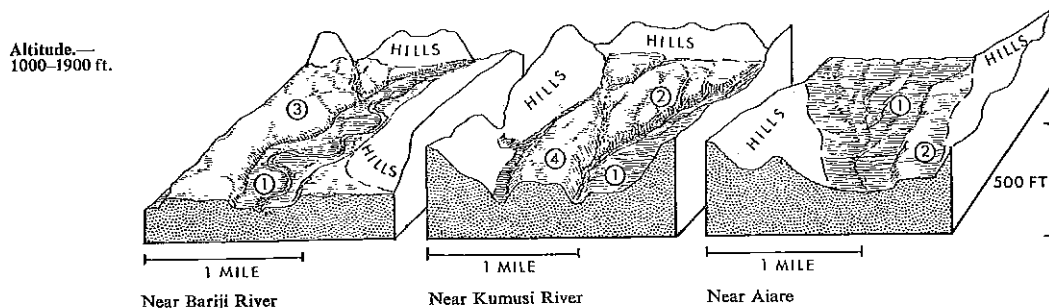 Altitude.—
1000–1900 ft.
HILLS
3
1
HILLS
1 MILE
Near Bariji River
HILLS
HILLS
2
4
1
1 MILE
Near Kumusi River
HILLS
HILLS
1
2
500 FT
1 MILE
Near Aiare